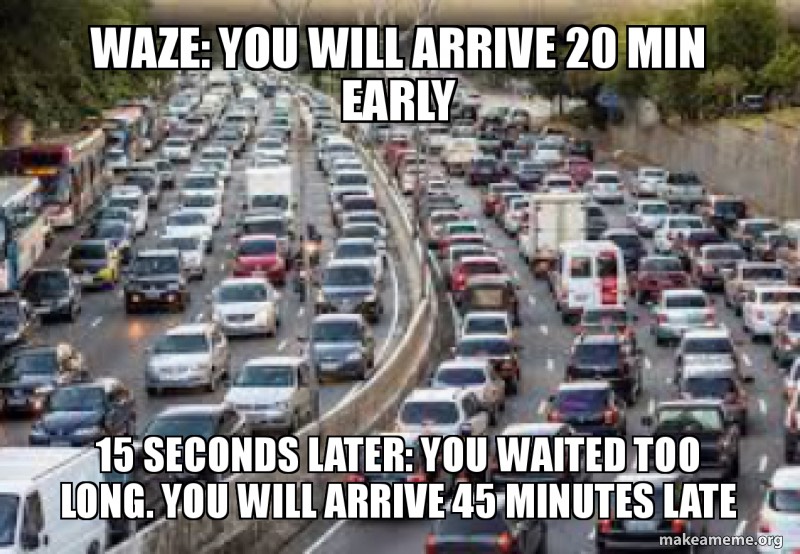 WAZE: YOU WILL ARRIVE 20 MIN
EARLY
15 SECONDS LATER: YOU WAITED TOO
LONG. YOU WILL ARRIVE 45 MINUTES LATE
makeameme.org